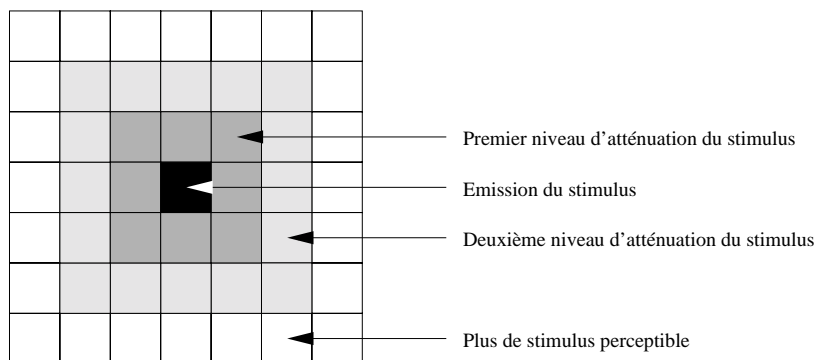 Premier niveau d'atténuation du stimulus
Emission du stimulus
Deuxième niveau d'atténuation du stimulus
Plus de stimulus perceptible